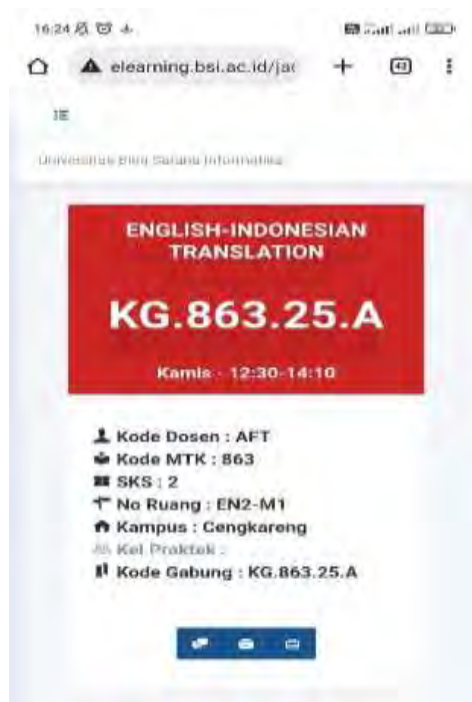 16:24
elearning.bsi.ac.id/jad
43
Universitas Bina Sarana Informatika
ENGLISH-INDONESIAN
TRANSLATION
KG.863.25.A
Kamis - 12:30-14:10
Kode Dosen : AFT
Kode MTK : 863
SKS : 2
No Ruang : EN2-M1
Kampus : Cengkareng
Kel Praktek :
Kode Gabung : KG.863.25.A